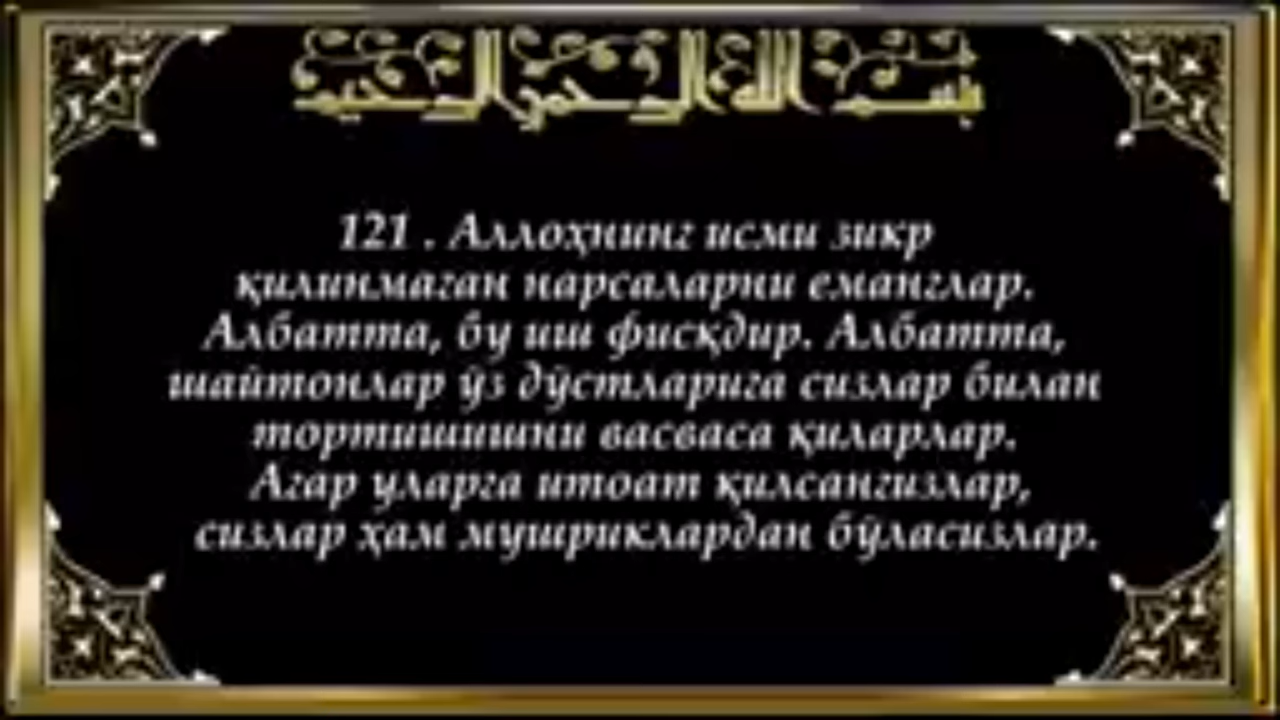 بسم الله الرحمن الرحيم
121 . Аллоҳнинг исми зикр
қилинмаган нарсаларни еманглар.
Албатта, бу иш фисқдир. Албатта,
шайтонлар ўз дўстларига сизлар билан
тортишишни васваса қиларлар.
Агар уларга итоат қилсангизлар,
сизлар ҳам мушриклардан бўласизлар.